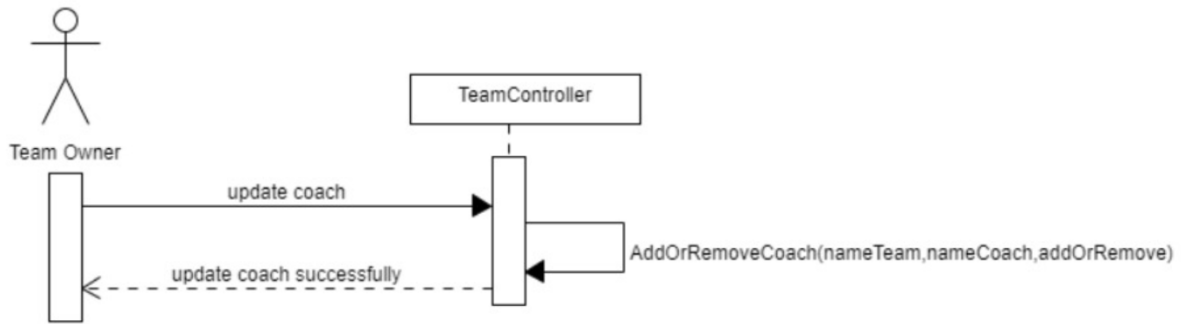 TeamController
Team Owner
update coach
AddOrRemoveCoach(nameTeam,nameCoach,addOrRemove)
update coach successfully